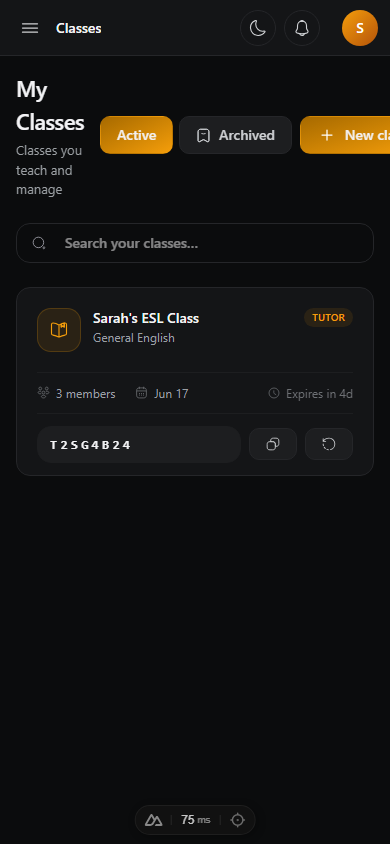 Classes
S
My
Classes
Classes you
teach and
manage
Active
Archived
New cla
Search your classes...
Sarah's ESL Class
General English
TUTOR
3 members
Jun 17
Expires in 4d
T2SG4B24
75 ms